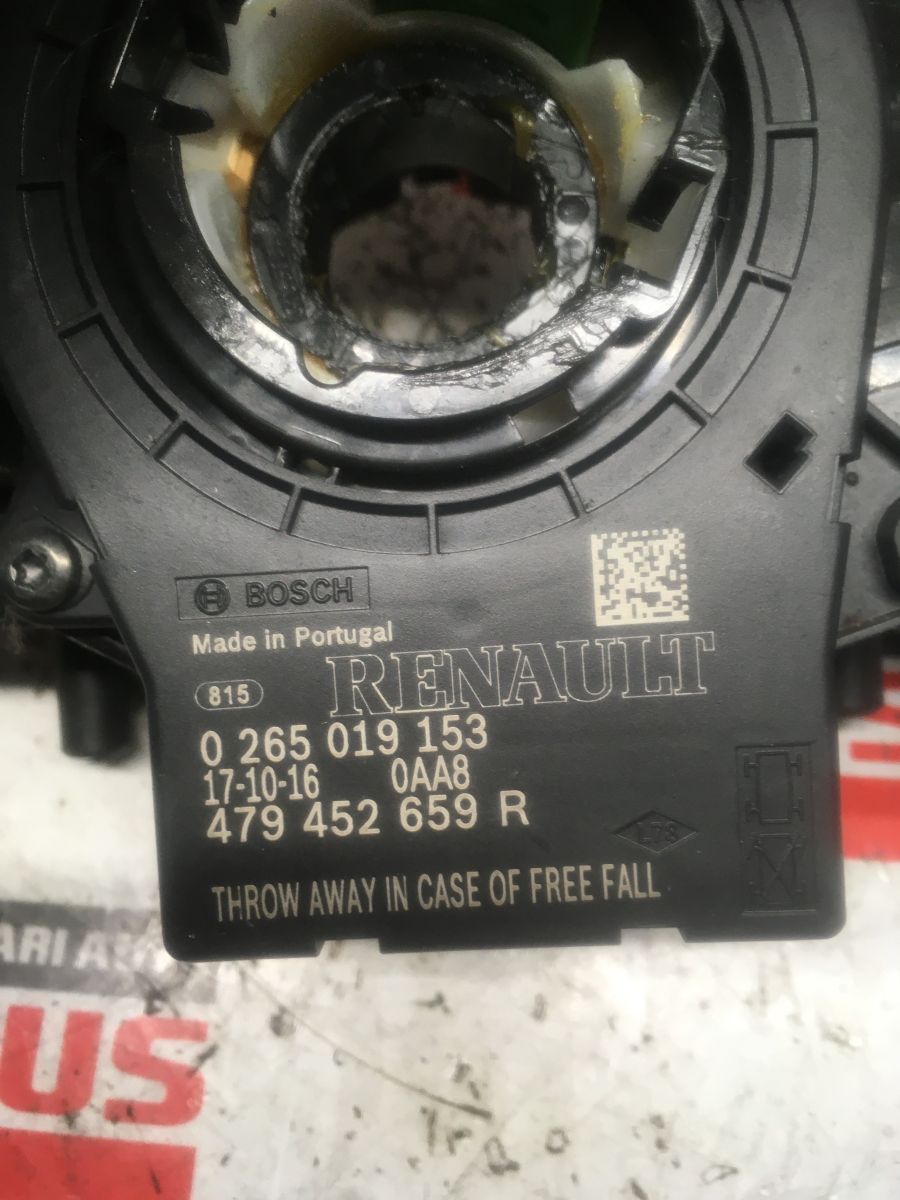 BOSCH
Made in Portugal
RENAULT
815
0 265 019 153
17-10-16 0AA8
479 452 659 R
L78
THROW AWAY IN CASE OF FREE FALL
US